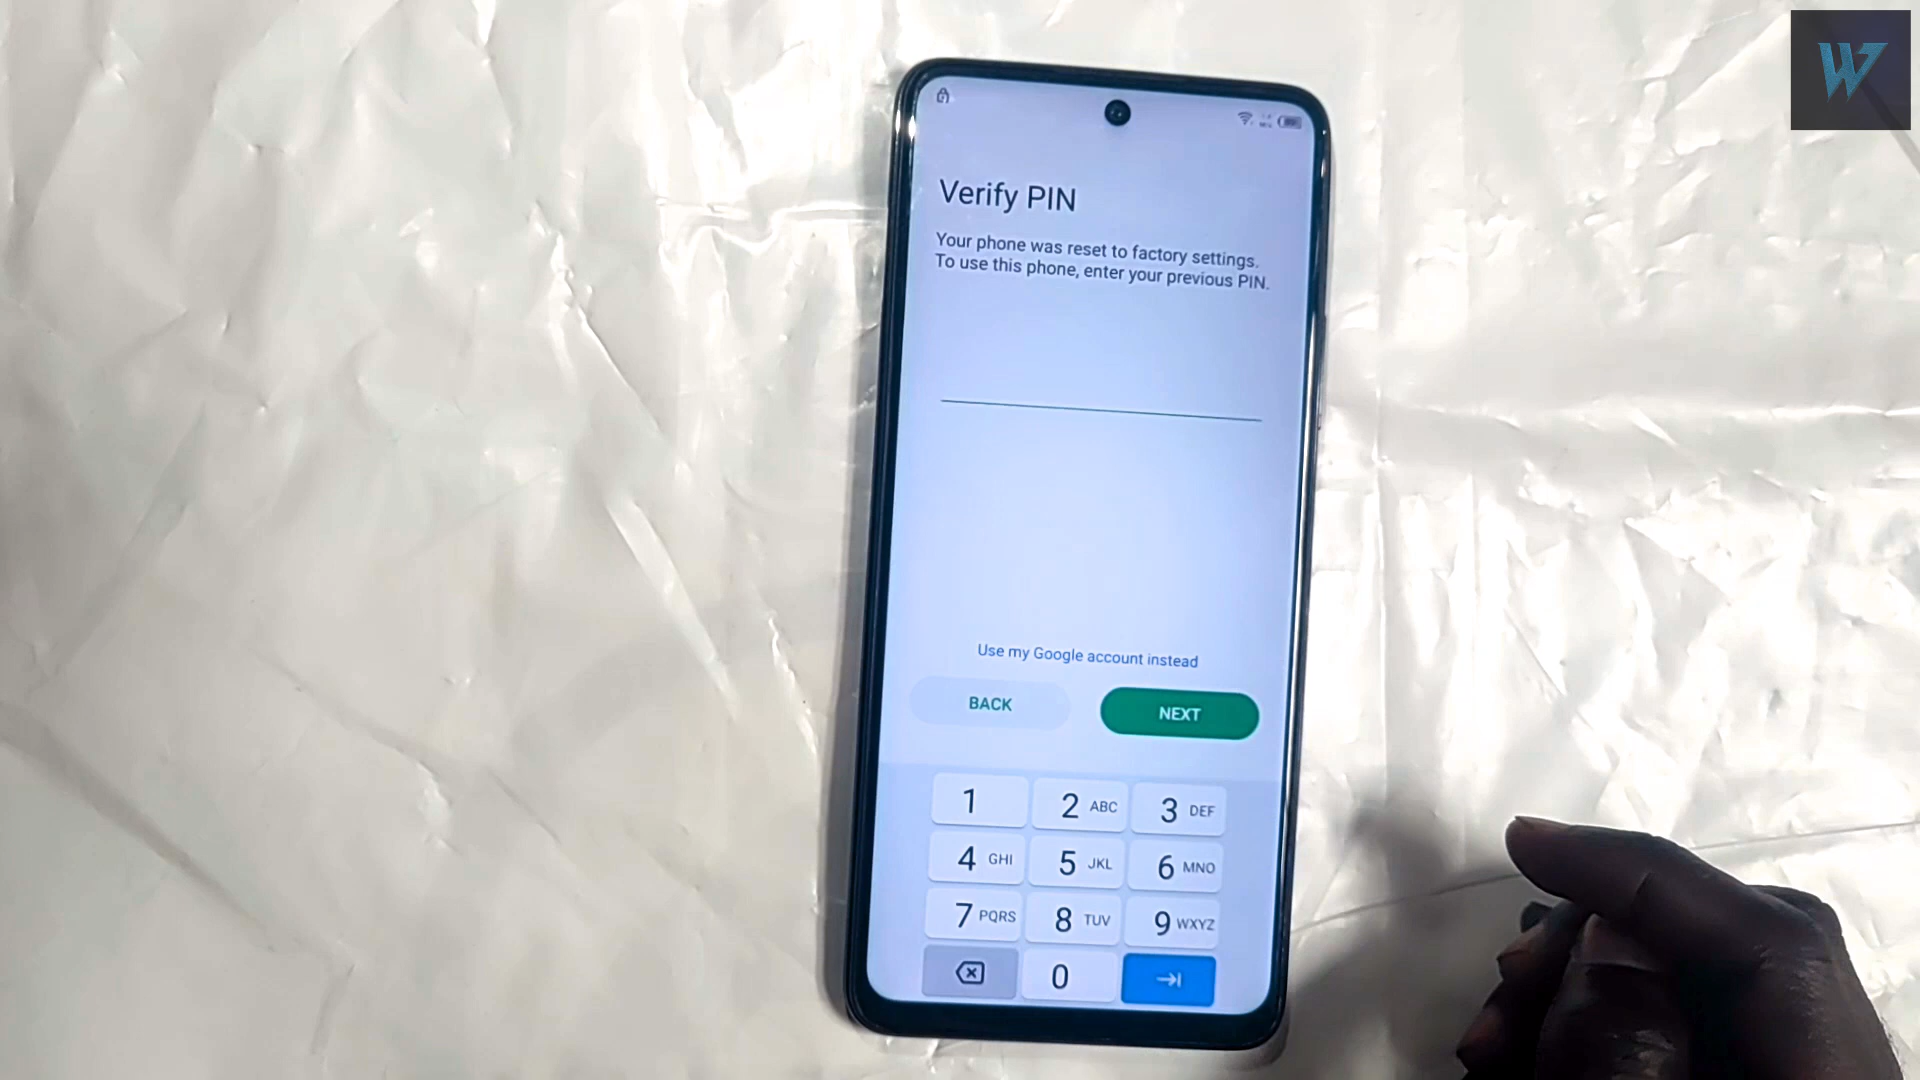 W
Verify PIN
Your phone was reset to factory settings.
To use this phone, enter your previous PIN.
Use my Google account instead
BACK NEXT
1 2 ABC 3 DEF
4 GHI 5 JKL 6 MNO
7 PQRS 8 TUV 9 WXYZ
0